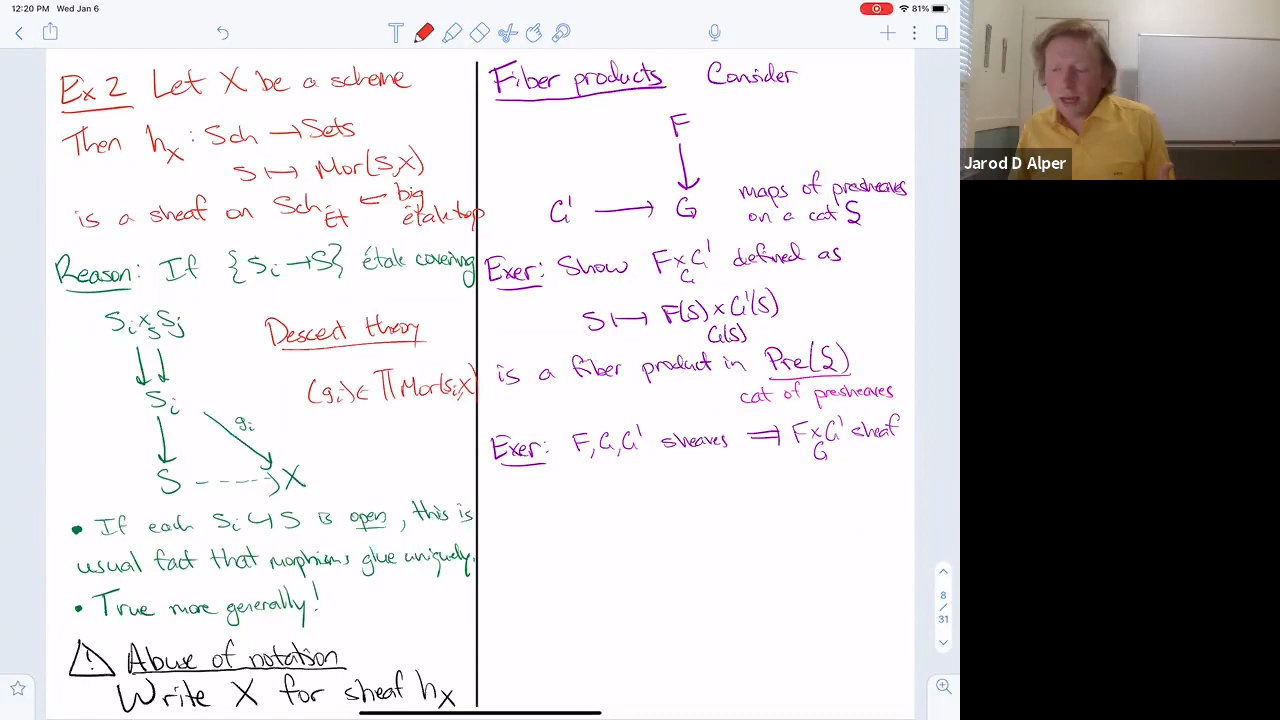 12:20 PM Wed Jan 6
81%
Ex 2 Let X be a scheme
Then h_X : Sch → Sets
S ↦ Mor(S,X)
is a sheaf on Sch_Ét ← big
étale top
Reason: If {S_i → S} étale covering
S_i ×_S S_j
Descent theory
(g_i) ∈ ∏ Mor(S_i,X)
S_i
g_i
S ⇢ X
• If each S_i ↪ S is open, this is
usual fact that morphisms glue uniquely.
• True more generally!
! Abuse of notation
Write X for sheaf h_X
Fiber products Consider
F
G' → G
maps of presheaves
on a cat S
Exer: Show F ×_G G' defined as
S ↦ F(S) ×_G(S) G'(S)
is a fiber product in Pre(S)
cat of presheaves
Exer: F, G, G' sheaves ⟹ F ×_G G' sheaf
8
/
31
Jarod D Alper